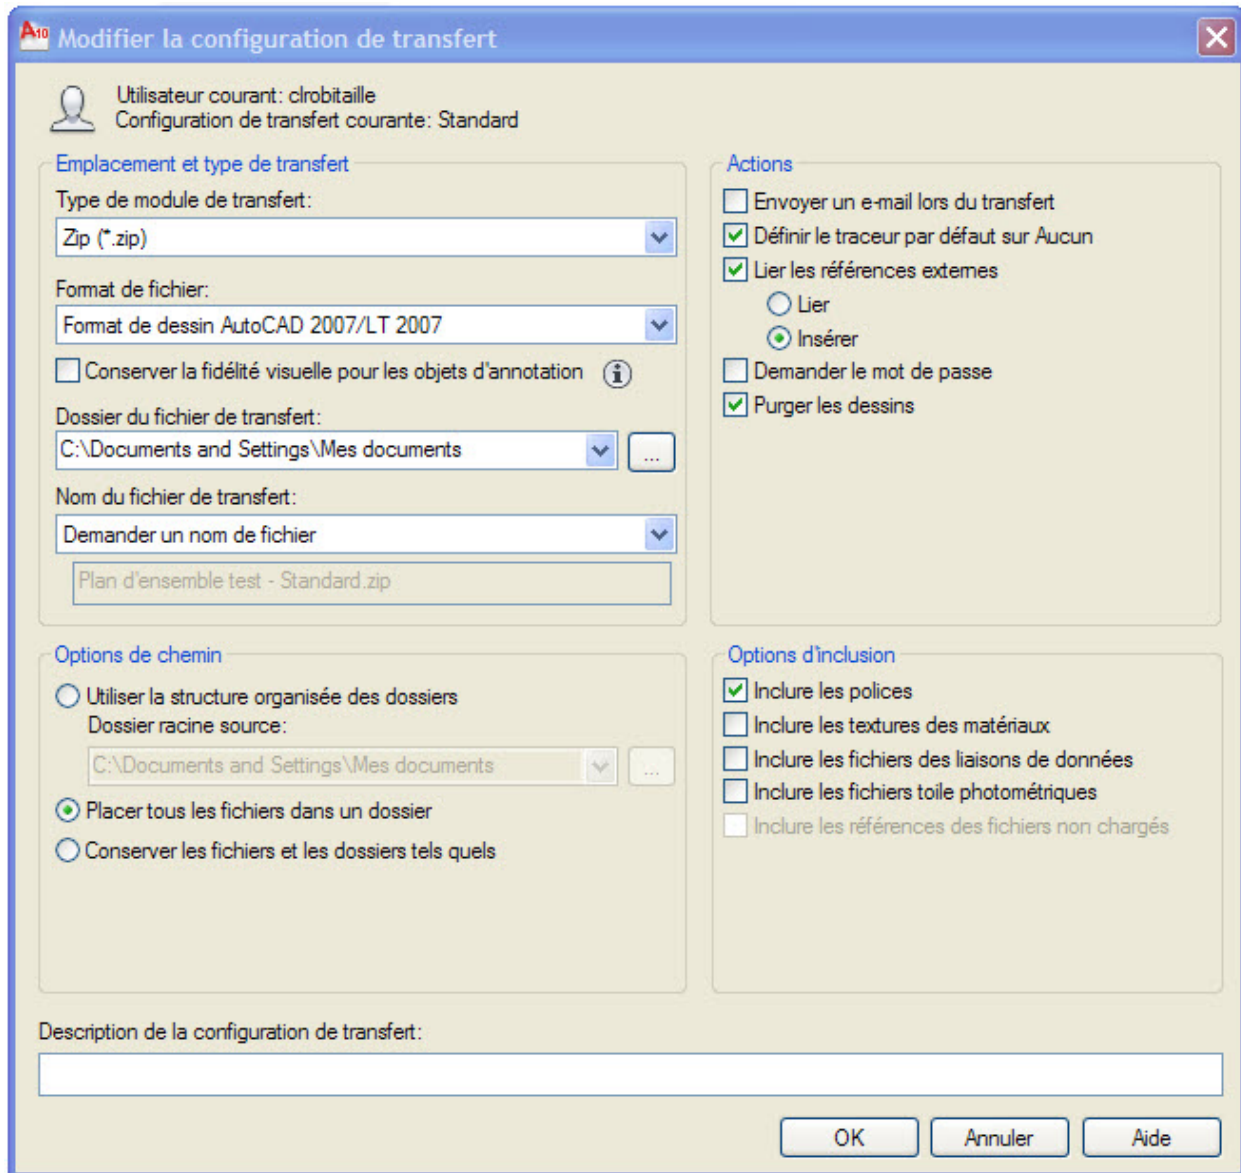 A10 Modifier la configuration de transfert
Utilisateur courant: clrobitaille
Configuration de transfert courante: Standard
Emplacement et type de transfert
Type de module de transfert:
Zip (*.zip)
Format de fichier:
Format de dessin AutoCAD 2007/LT 2007
Conserver la fidélité visuelle pour les objets d'annotation
Dossier du fichier de transfert:
C:\Documents and Settings\Mes documents
...
Nom du fichier de transfert:
Demander un nom de fichier
Plan d'ensemble test - Standard.zip
Actions
Envoyer un e-mail lors du transfert
Définir le traceur par défaut sur Aucun
Lier les références externes
Lier
Insérer
Demander le mot de passe
Purger les dessins
Options de chemin
Utiliser la structure organisée des dossiers
Dossier racine source:
C:\Documents and Settings\Mes documents
...
Placer tous les fichiers dans un dossier
Conserver les fichiers et les dossiers tels quels
Options d'inclusion
Inclure les polices
Inclure les textures des matériaux
Inclure les fichiers des liaisons de données
Inclure les fichiers toile photométriques
Inclure les références des fichiers non chargés
Description de la configuration de transfert:
OK
Annuler
Aide